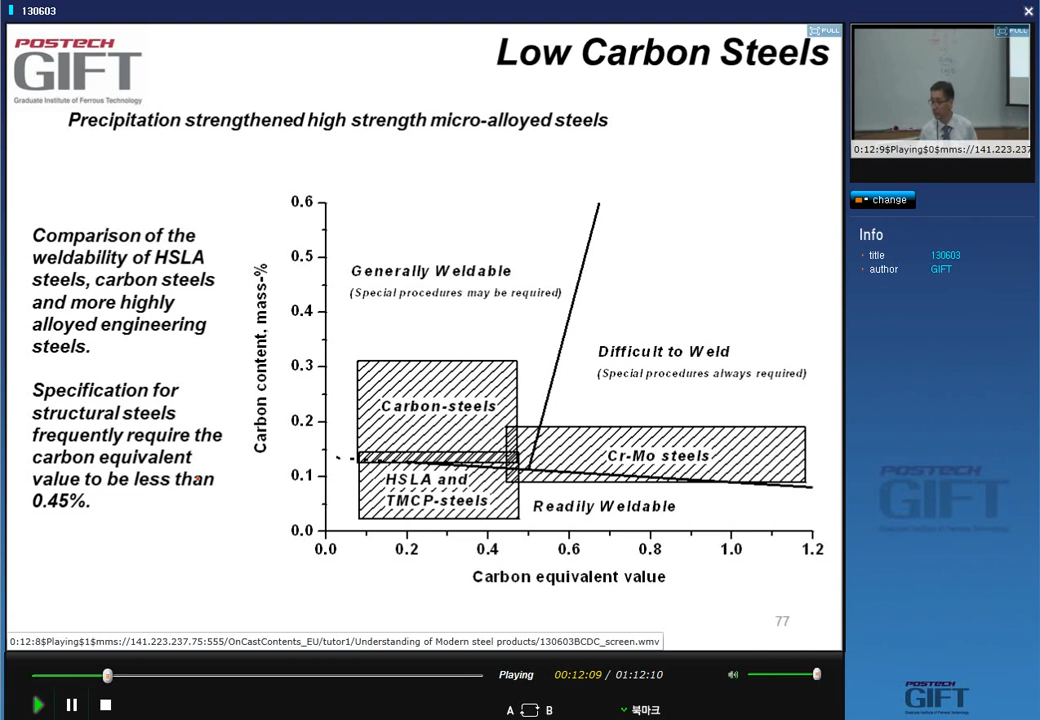 130603
POSTECH
GIFT
Graduate Institute of Ferrous Technology
FULL
Low Carbon Steels
Precipitation strengthened high strength micro-alloyed steels
Comparison of the
weldability of HSLA
steels, carbon steels
and more highly
alloyed engineering
steels.
Specification for
structural steels
frequently require the
carbon equivalent
value to be less than
0.45%.
Carbon content, mass-%
0.6
0.5
0.4
0.3
0.2
0.1
0.0
Generally Weldable
(Special procedures may be required)
Difficult to Weld
(Special procedures always required)
Carbon-steels
Cr-Mo steels
HSLA and
TMCP-steels
Readily Weldable
0.0 0.2 0.4 0.6 0.8 1.0 1.2
Carbon equivalent value
77
0:12:8$Playing$1$mms://141.223.237.75:555/OnCastContents_EU/tutor1/Understanding of Modern steel products/130603BCDC_screen.wmv
FULL
0:12:9$Playing$0$mms://141.223.237
change
Info
title 130603
author GIFT
POSTECH
GIFT
Playing 00:12:09 / 01:12:10
A B
북마크
POSTECH
GIFT